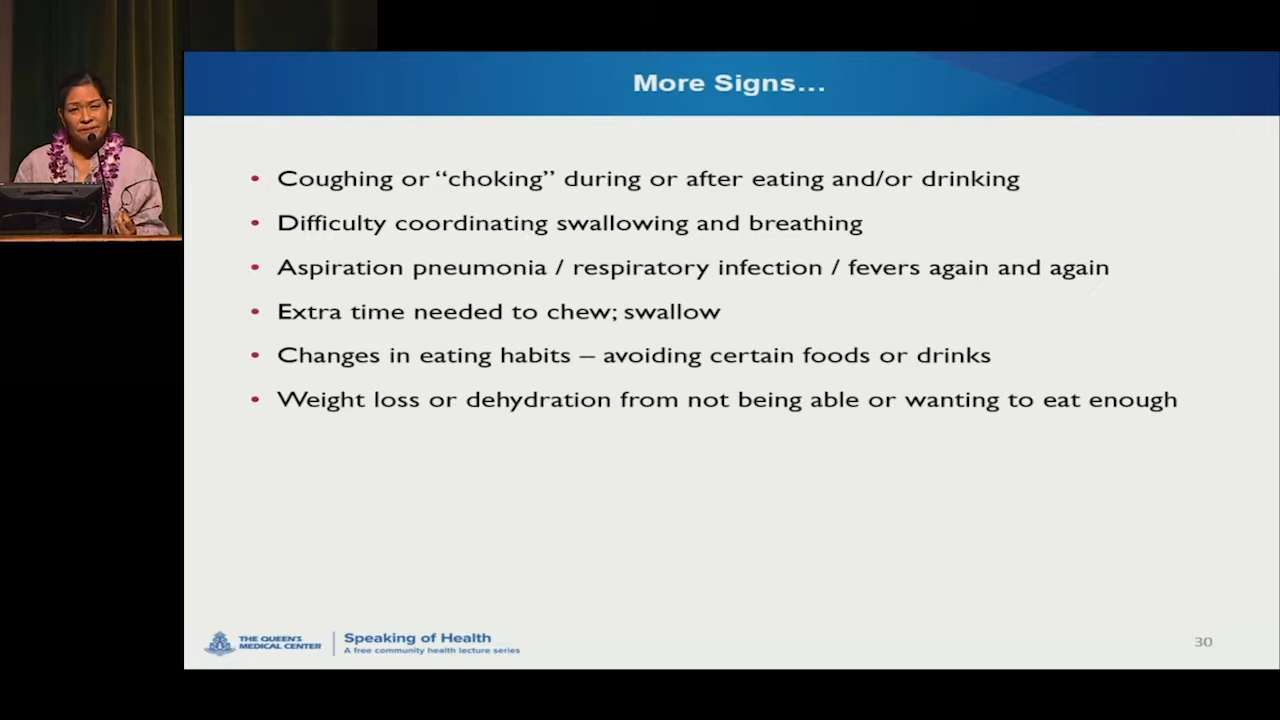 More Signs...
• Coughing or “choking” during or after eating and/or drinking
• Difficulty coordinating swallowing and breathing
• Aspiration pneumonia / respiratory infection / fevers again and again
• Extra time needed to chew; swallow
• Changes in eating habits – avoiding certain foods or drinks
• Weight loss or dehydration from not being able or wanting to eat enough
THE QUEEN'S
MEDICAL CENTER
Speaking of Health
A free community health lecture series
30